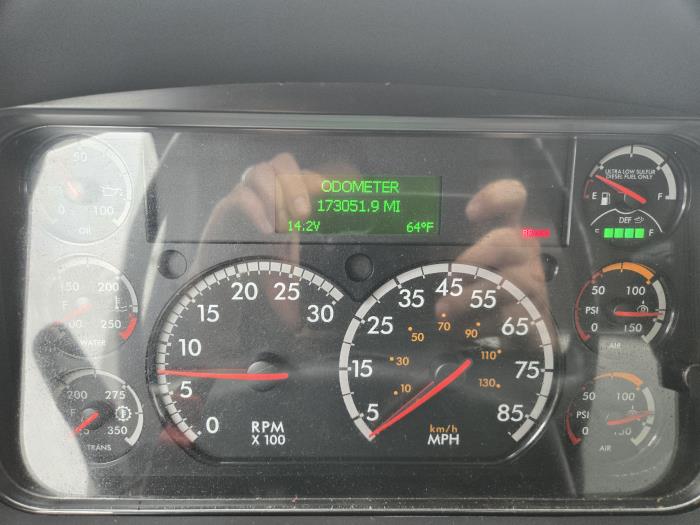 50
0
100
OIL
150
200
F
100
250
WATER
200
275
F
125
350
TRANS
ODOMETER
173051.9 MI
14.2V
64°F
0
5
10
15
20
25
30
RPM
X 100
5
15
25
35
45
55
65
75
85
10
30
50
70
90
110
130
km/h
MPH
ULTRA LOW SULFUR
DIESEL FUEL ONLY
E
F
DEF
E
F
50
100
PSI
0
150
AIR
50
100
PSI
0
150
AIR